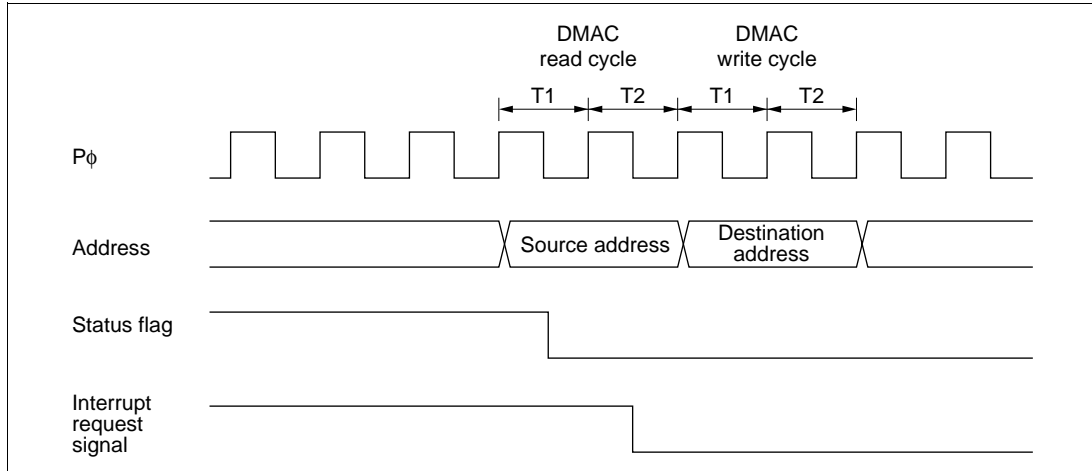 DMAC
read cycle
DMAC
write cycle
T1
T2
T1
T2
Pϕ
Address
Source address
Destination
address
Status flag
Interrupt
request
signal